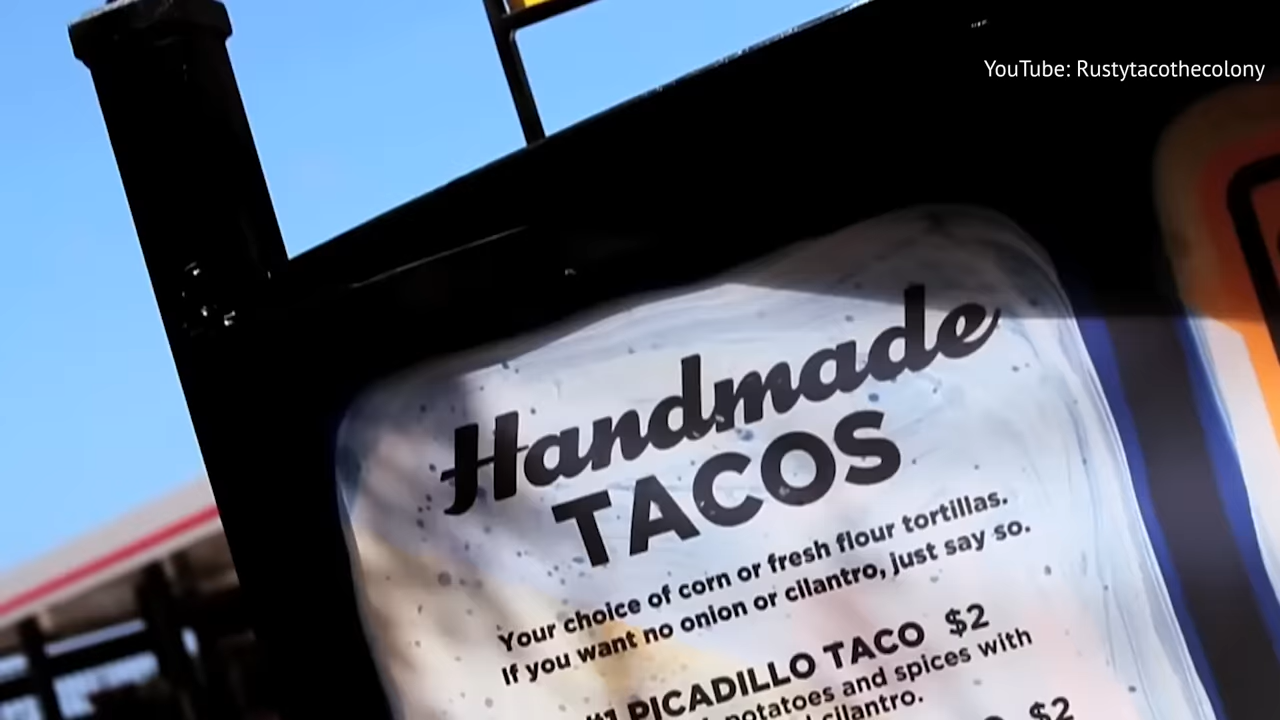 YouTube: Rustytacothecolony
Handmade
TACOS
Your choice of corn or fresh flour tortillas.
If you want no onion or cilantro, just say so.
#1 PICADILLO TACO $2
potatoes and spices with
cilantro.
$2